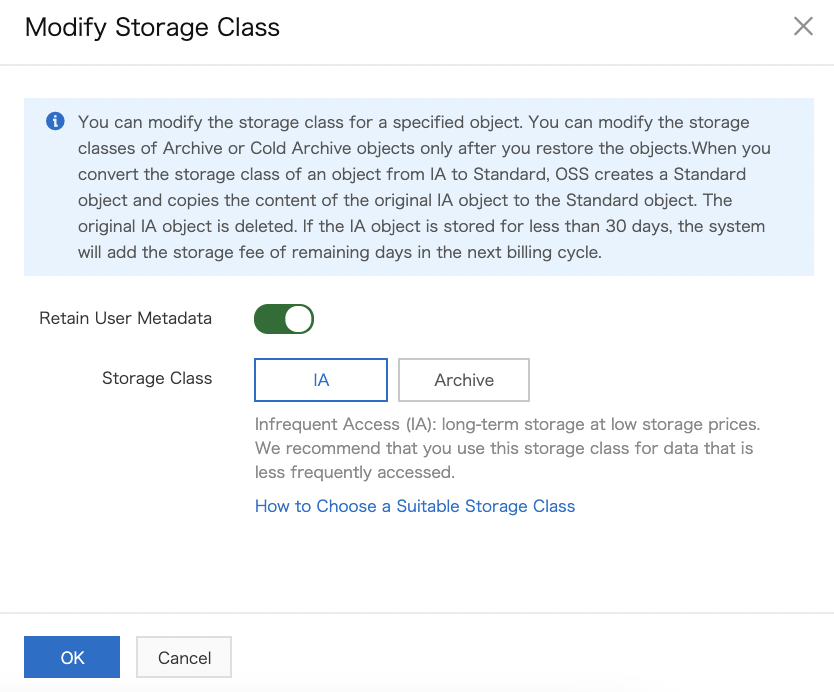 Modify Storage Class
You can modify the storage class for a specified object. You can modify the storage
classes of Archive or Cold Archive objects only after you restore the objects.When you
convert the storage class of an object from IA to Standard, OSS creates a Standard
object and copies the content of the original IA object to the Standard object. The
original IA object is deleted. If the IA object is stored for less than 30 days, the system
will add the storage fee of remaining days in the next billing cycle.
Retain User Metadata
Storage Class
IA
Archive
Infrequent Access (IA): long-term storage at low storage prices.
We recommend that you use this storage class for data that is
less frequently accessed.
How to Choose a Suitable Storage Class
OK
Cancel